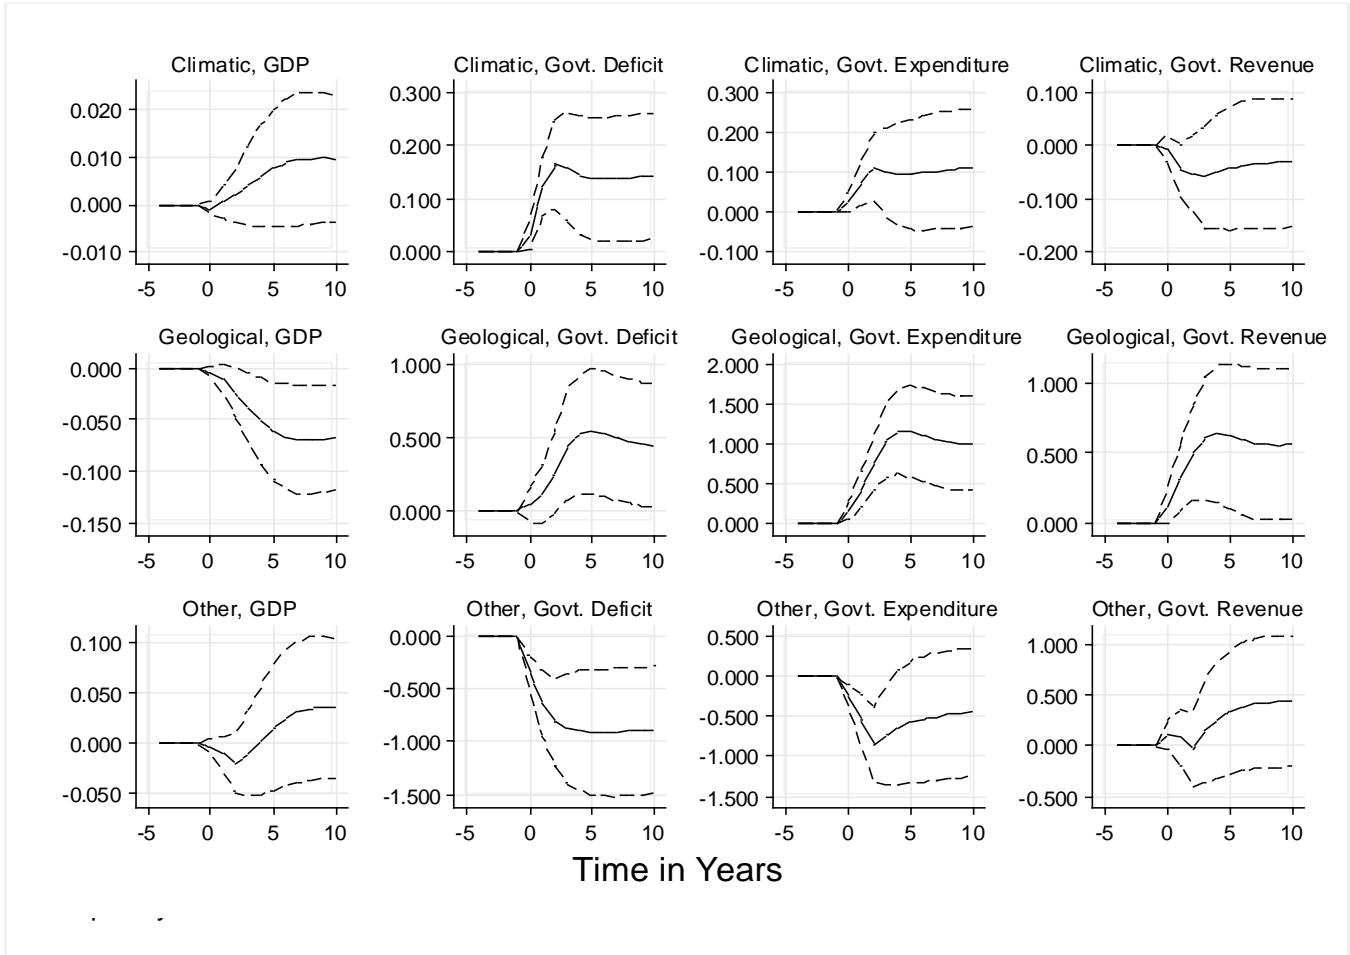 Climatic, GDP Climatic, Govt. Deficit Climatic, Govt. Expenditure Climatic, Govt. Revenue
0.020 0.300 0.300 0.100
0.010 0.200 0.200 0.000
0.000 0.100 0.100 -0.100
-0.010 0.000 0.000 -0.200
-0.100
-5 0 5 10 -5 0 5 10 -5 0 5 10 -5 0 5 10
Geological, GDP Geological, Govt. Deficit Geological, Govt. Expenditure Geological, Govt. Revenue
0.000 1.000 2.000 1.000
-0.050 0.500 1.500 0.500
-0.100 0.000 1.000 0.000
-0.150 0.500
0.000
-5 0 5 10 -5 0 5 10 -5 0 5 10 -5 0 5 10
Other, GDP Other, Govt. Deficit Other, Govt. Expenditure Other, Govt. Revenue
0.100 0.000 0.500 1.000
0.050 -0.500 0.000 0.500
0.000 -1.000 -0.500 0.000
-0.050 -1.500 -1.000 -0.500
-1.500
-5 0 5 10 -5 0 5 10 -5 0 5 10 -5 0 5 10
Time in Years